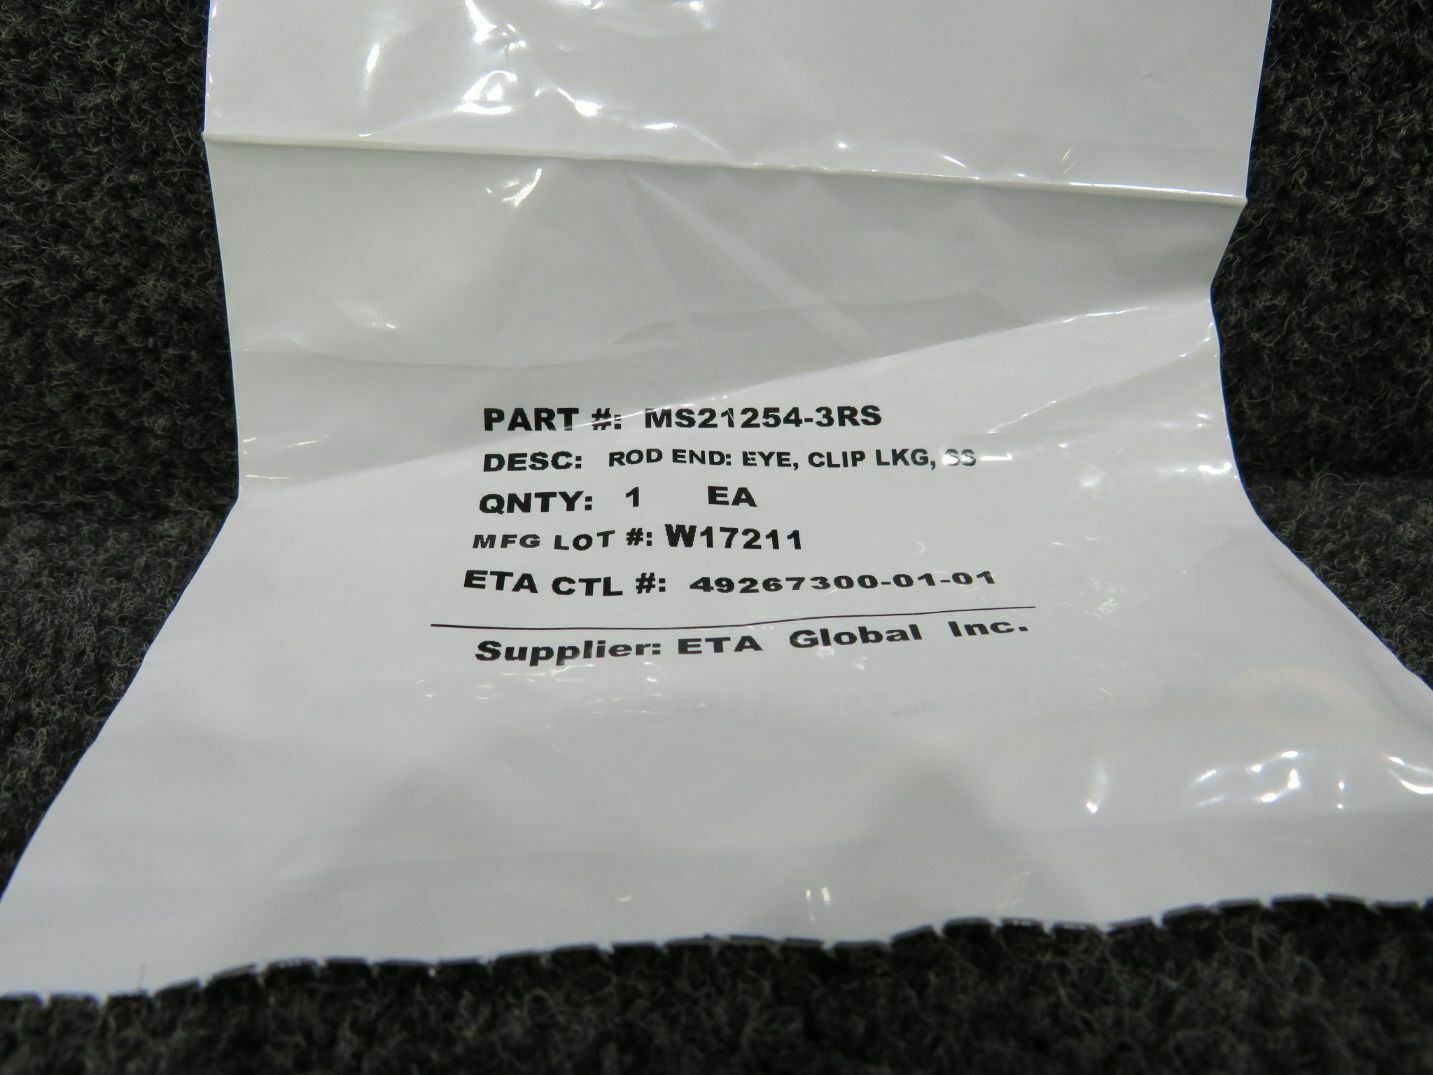 PART #: MS21254-3RS
DESC: ROD END: EYE, CLIP LKG, SS
QNTY: 1 EA
MFG LOT #: W17211
ETA CTL #: 49267300-01-01
Supplier: ETA Global Inc.